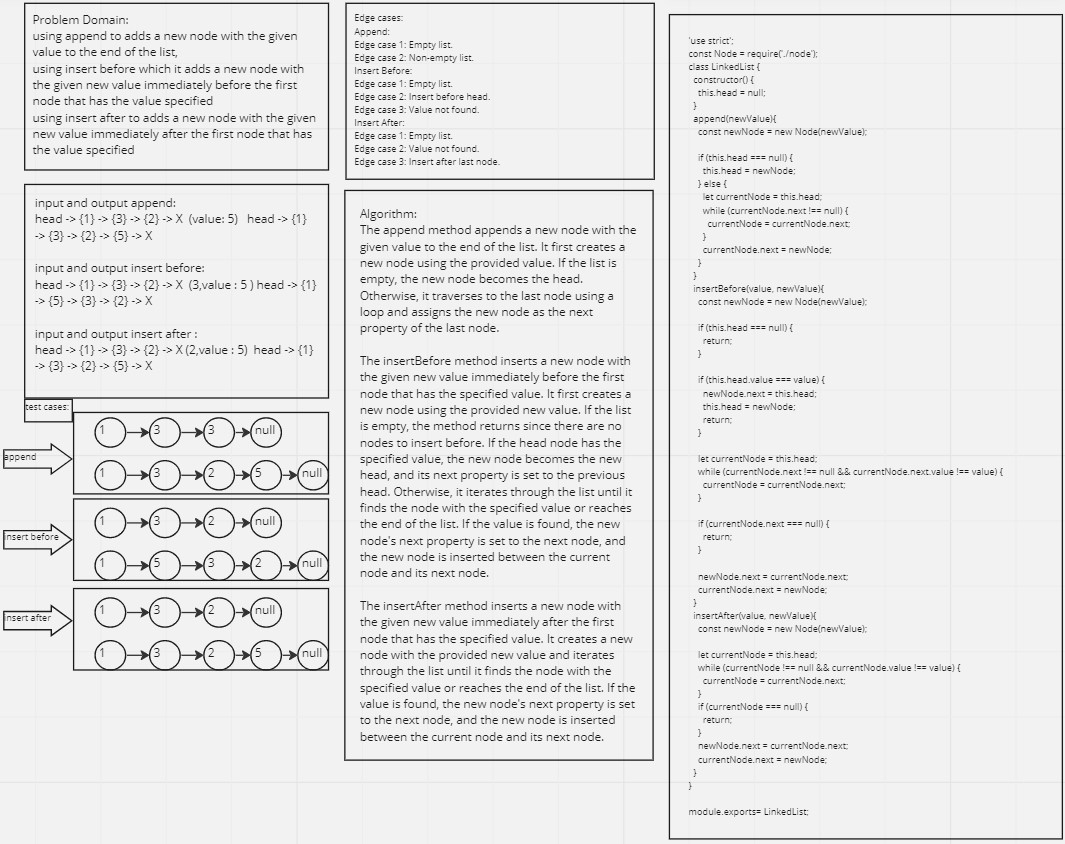 Problem Domain:
using append to adds a new node with the given
value to the end of the list,
using insert before which it adds a new node with
the given new value immediately before the first
node that has the value specified
using insert after to adds a new node with the given
new value immediately after the first node that has
the value specified
input and output append:
head -> {1} -> {3} -> {2} -> X (value: 5) head -> {1}
-> {3} -> {2} -> {5} -> X
input and output insert before:
head -> {1} -> {3} -> {2} -> X (3,value : 5 ) head -> {1}
-> {5} -> {3} -> {2} -> X
input and output insert after :
head -> {1} -> {3} -> {2} -> X (2,value : 5) head -> {1}
-> {3} -> {2} -> {5} -> X
test cases:
append
1 3 3 null
1 3 2 5 null
insert before
1 3 2 null
1 5 3 2 null
insert after
1 3 2 null
1 3 2 5 null
Edge cases:
Append:
Edge case 1: Empty list.
Edge case 2: Non-empty list.
Insert Before:
Edge case 1: Empty list.
Edge case 2: Insert before head.
Edge case 3: Value not found.
Insert After:
Edge case 1: Empty list.
Edge case 2: Value not found.
Edge case 3: Insert after last node.
Algorithm:
The append method appends a new node with the
given value to the end of the list. It first creates a
new node using the provided value. If the list is
empty, the new node becomes the head.
Otherwise, it traverses to the last node using a
loop and assigns the new node as the next
property of the last node.
The insertBefore method inserts a new node with
the given new value immediately before the first
node that has the specified value. It first creates a
new node using the provided new value. If the list
is empty, the method returns since there are no
nodes to insert before. If the head node has the
specified value, the new node becomes the new
head, and its next property is set to the previous
head. Otherwise, it iterates through the list until it
finds the node with the specified value or reaches
the end of the list. If the value is found, the new
node's next property is set to the next node, and
the new node is inserted between the current
node and its next node.
The insertAfter method inserts a new node with
the given new value immediately after the first
node that has the specified value. It creates a new
node with the provided new value and iterates
through the list until it finds the node with the
specified value or reaches the end of the list. If the
value is found, the new node's next property is set
to the next node, and the new node is inserted
between the current node and its next node.
'use strict';
const Node = require('./node');
class LinkedList {
constructor() {
this.head = null;
}
append(newValue){
const newNode = new Node(newValue);
if (this.head === null) {
this.head = newNode;
} else {
let currentNode = this.head;
while (currentNode.next !== null) {
currentNode = currentNode.next;
}
currentNode.next = newNode;
}
}
insertBefore(value, newValue){
const newNode = new Node(newValue);
if (this.head === null) {
return;
}
if (this.head.value === value) {
newNode.next = this.head;
this.head = newNode;
return;
}
let currentNode = this.head;
while (currentNode.next !== null && currentNode.next.value !== value) {
currentNode = currentNode.next;
}
if (currentNode.next === null) {
return;
}
newNode.next = currentNode.next;
currentNode.next = newNode;
}
insertAfter(value, newValue){
const newNode = new Node(newValue);
let currentNode = this.head;
while (currentNode !== null && currentNode.value !== value) {
currentNode = currentNode.next;
}
if (currentNode === null) {
return;
}
newNode.next = currentNode.next;
currentNode.next = newNode;
}
}
module.exports= LinkedList;